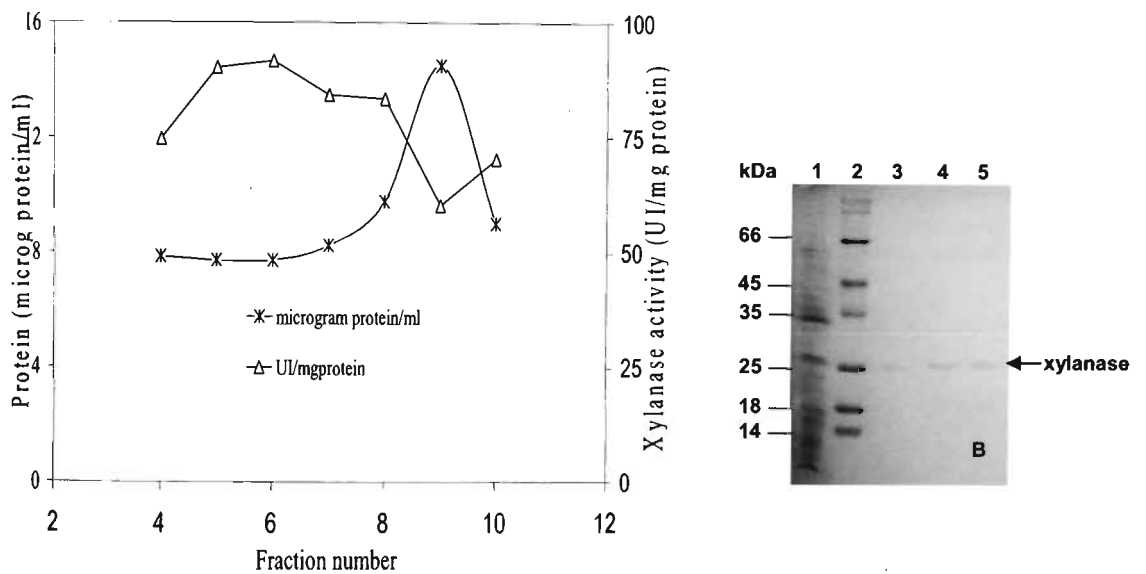 16
12
8
4
0
Protein (microg protein/ml)
100
75
50
25
0
Xylanase activity (UI/mg protein)
microgram protein/ml
UI/mgprotein
2 4 6 8 10 12
Fraction number
kDa 1 2 3 4 5
66
45
35
25
18
14
xylanase
B